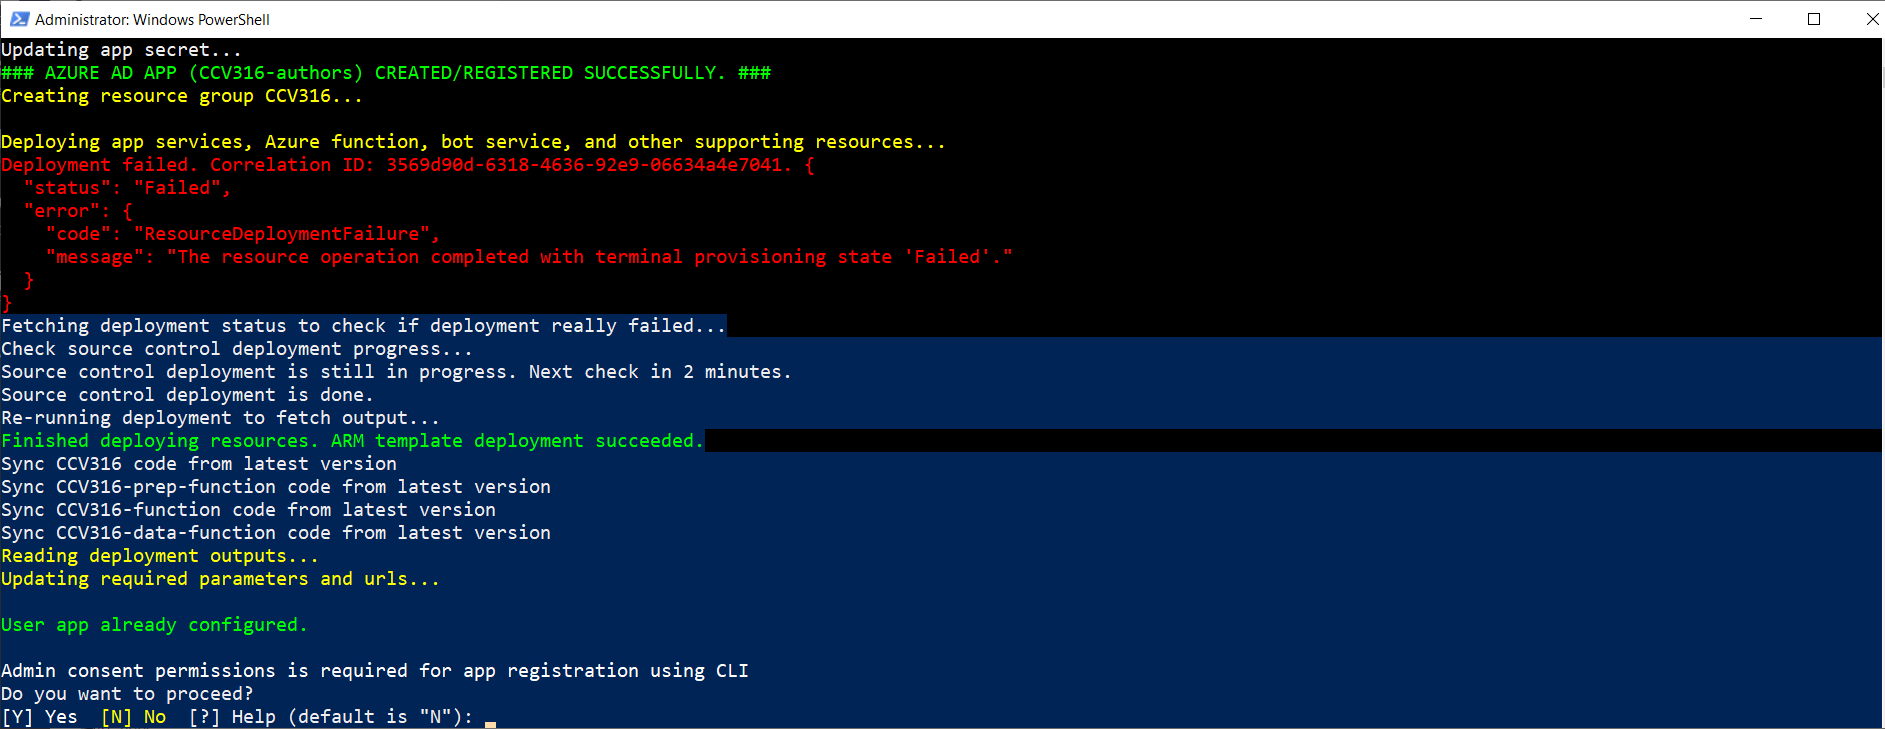 Administrator: Windows PowerShell
Updating app secret...
### AZURE AD APP (CCV316-authors) CREATED/REGISTERED SUCCESSFULLY. ###
Creating resource group CCV316...
Deploying app services, Azure function, bot service, and other supporting resources...
Deployment failed. Correlation ID: 3569d90d-6318-4636-92e9-06634a4e7041. {
  "status": "Failed",
  "error": {
    "code": "ResourceDeploymentFailure",
    "message": "The resource operation completed with terminal provisioning state 'Failed'."
  }
}
Fetching deployment status to check if deployment really failed...
Check source control deployment progress...
Source control deployment is still in progress. Next check in 2 minutes.
Source control deployment is done.
Re-running deployment to fetch output...
Finished deploying resources. ARM template deployment succeeded.
Sync CCV316 code from latest version
Sync CCV316-prep-function code from latest version
Sync CCV316-function code from latest version
Sync CCV316-data-function code from latest version
Reading deployment outputs...
Updating required parameters and urls...
User app already configured.
Admin consent permissions is required for app registration using CLI
Do you want to proceed?
[Y] Yes  [N] No  [?] Help (default is "N"):